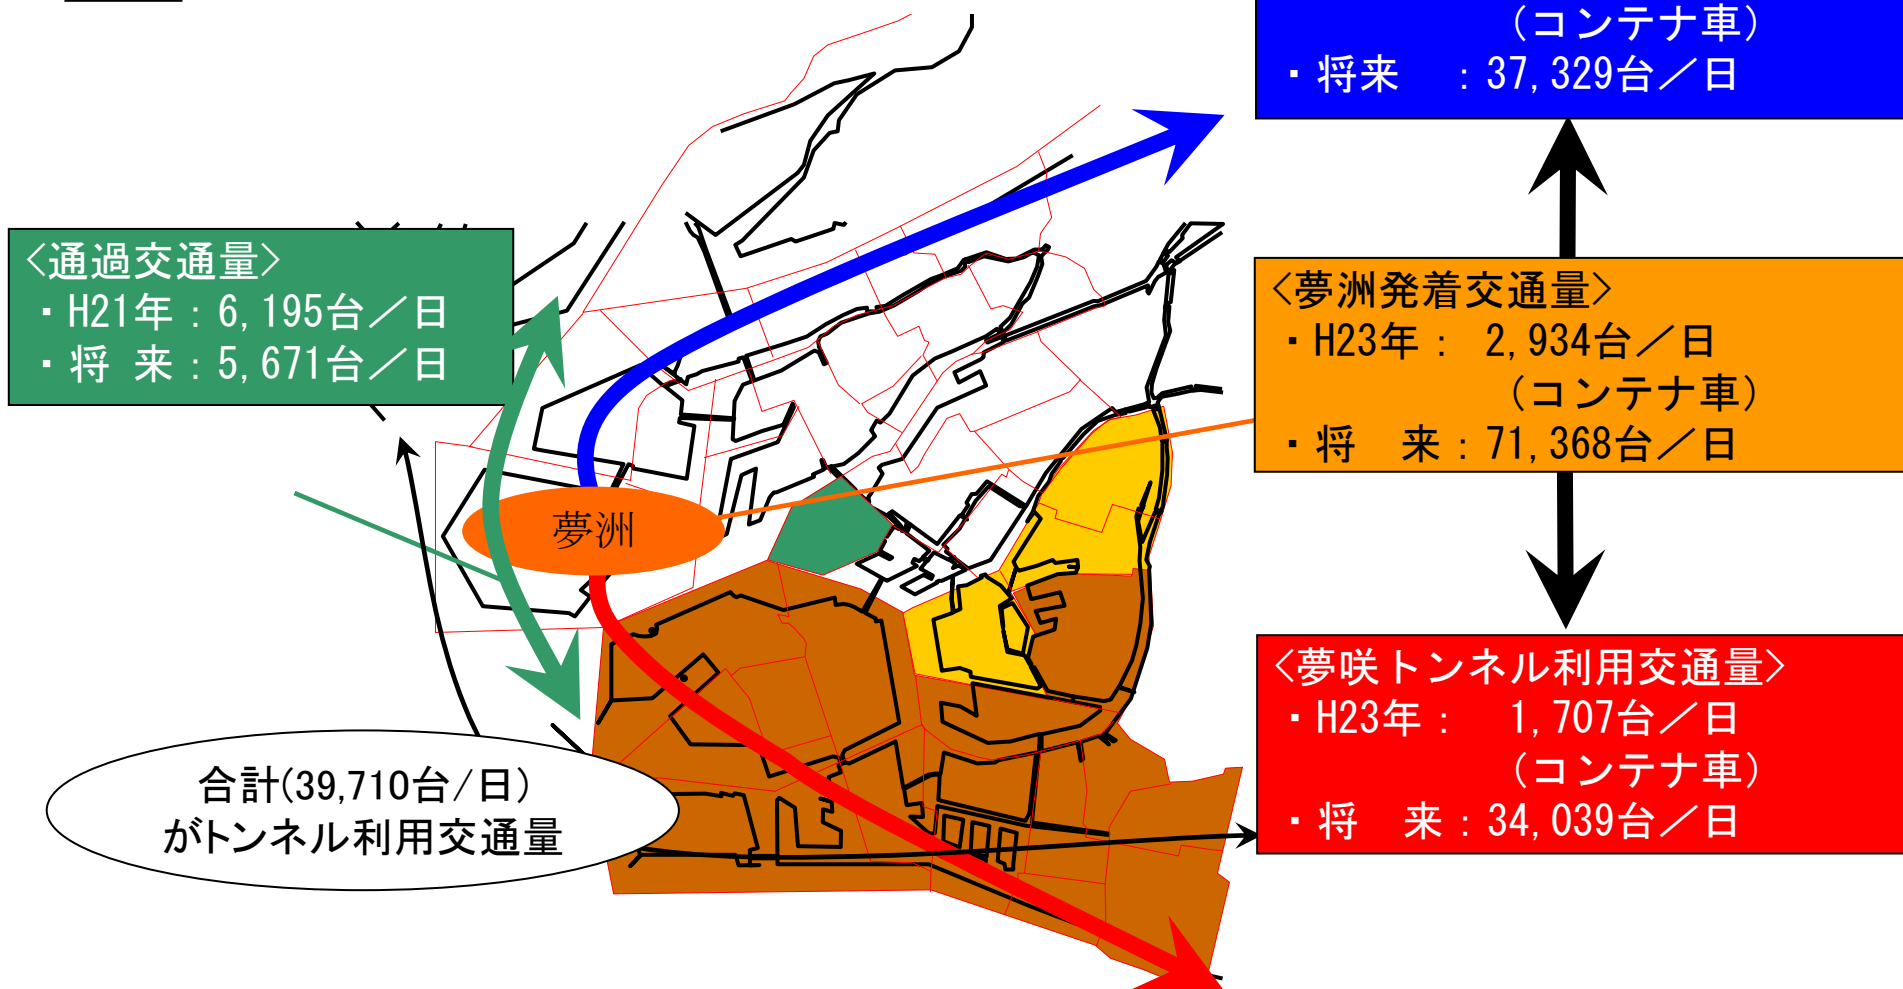 （コンテナ車）
・将来　：37,329台／日
＜通過交通量＞
・H21年：6,195台／日
・将 来：5,671台／日
＜夢洲発着交通量＞
・H23年： 2,934台／日
（コンテナ車）
・将　来：71,368台／日
夢洲
＜夢咲トンネル利用交通量＞
・H23年：　1,707台／日
（コンテナ車）
・将　来：34,039台／日
合計(39,710台/日)
がトンネル利用交通量